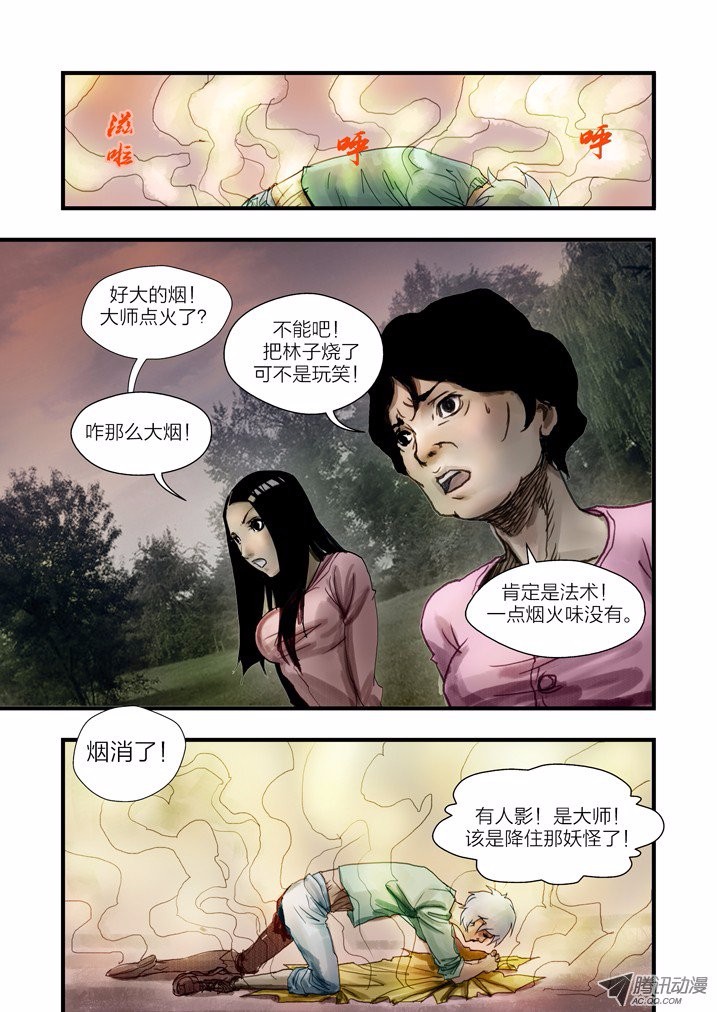 滋
啦
呼
呼
好大的烟！
大师点火了？
不能吧！
把林子烧了
可不是玩笑！
咋那么大烟！
肯定是法术！
一点烟火味没有。
烟消了！
有人影！是大师！
该是降住那妖怪了！
腾讯动漫
AC.QQ.COM